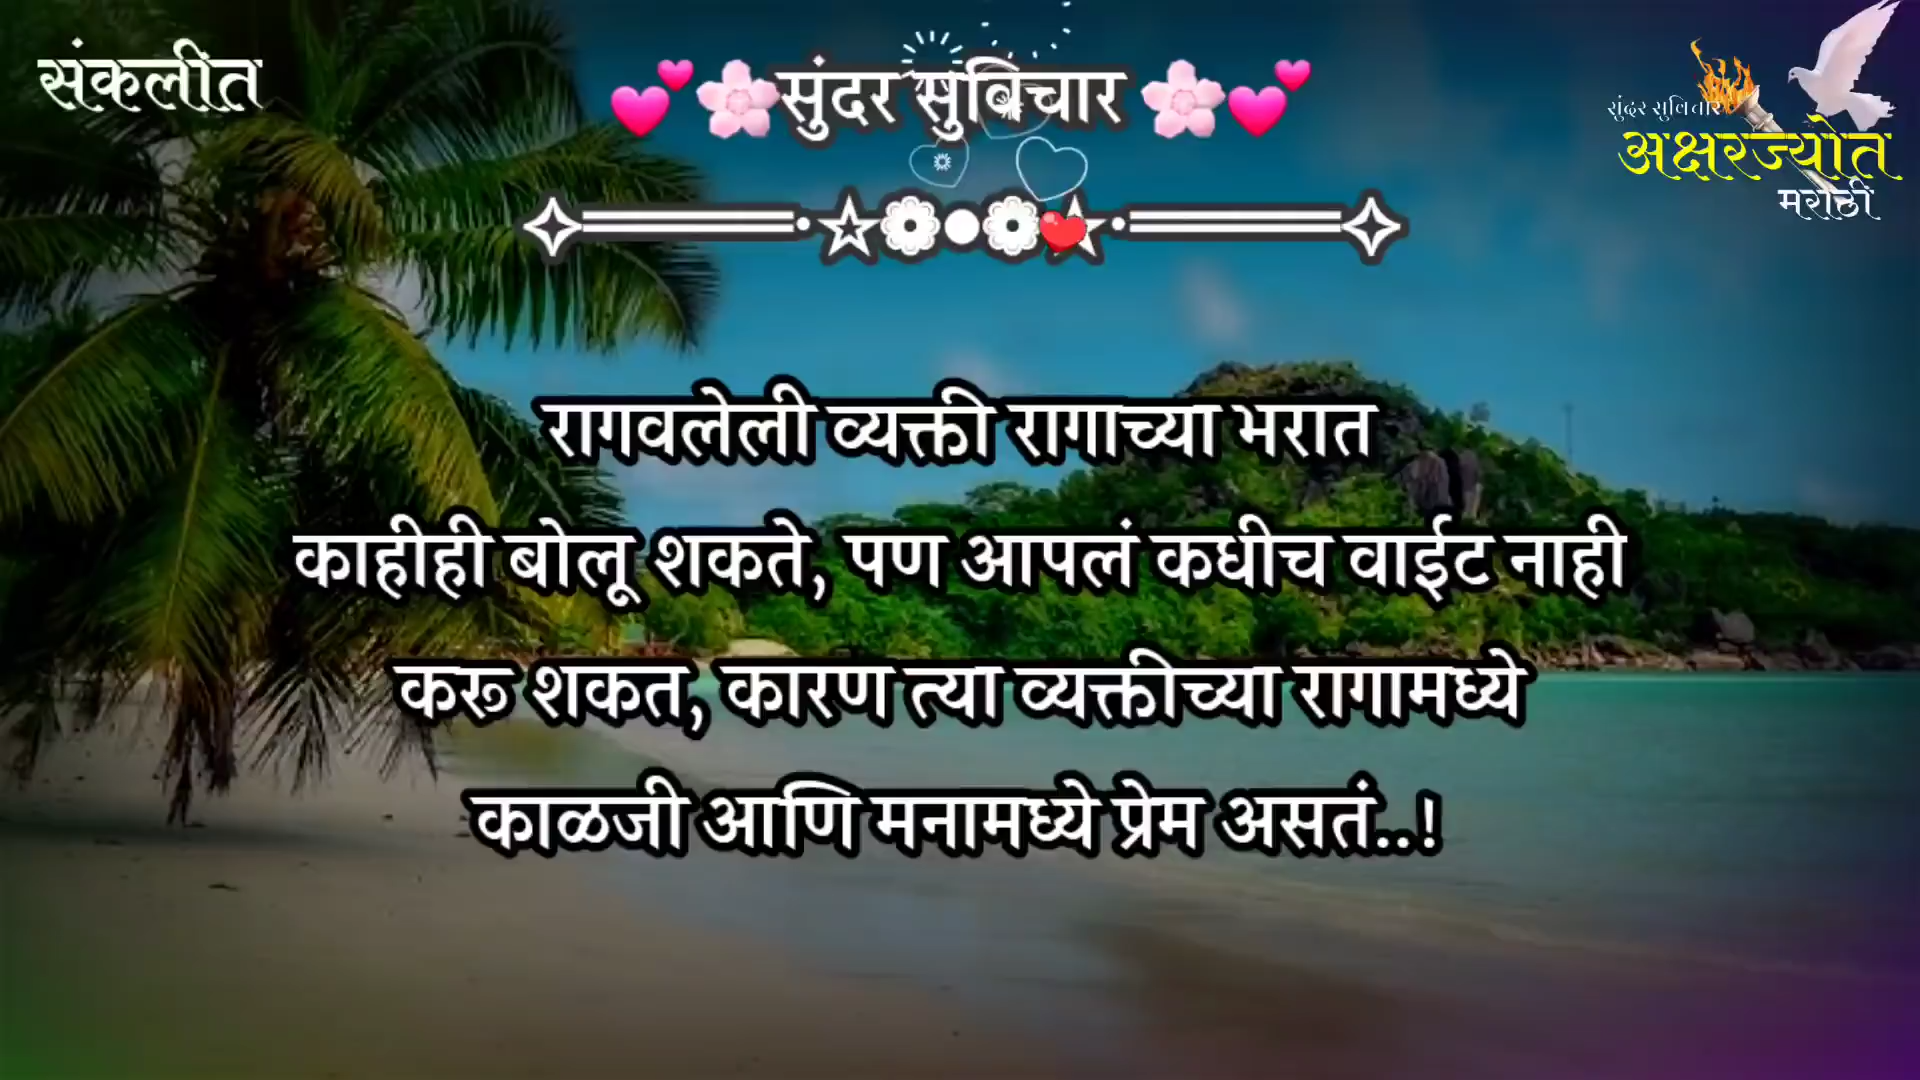 संकलीत
💕🌸सुंदर सुविचार 🌸💕
सुंदर सुविचार
अक्षरज्योत
मराठी
रागवलेली व्यक्ती रागाच्या भरात
काहीही बोलू शकते, पण आपलं कधीच वाईट नाही
करू शकत, कारण त्या व्यक्तीच्या रागामध्ये
काळजी आणि मनामध्ये प्रेम असतं..!